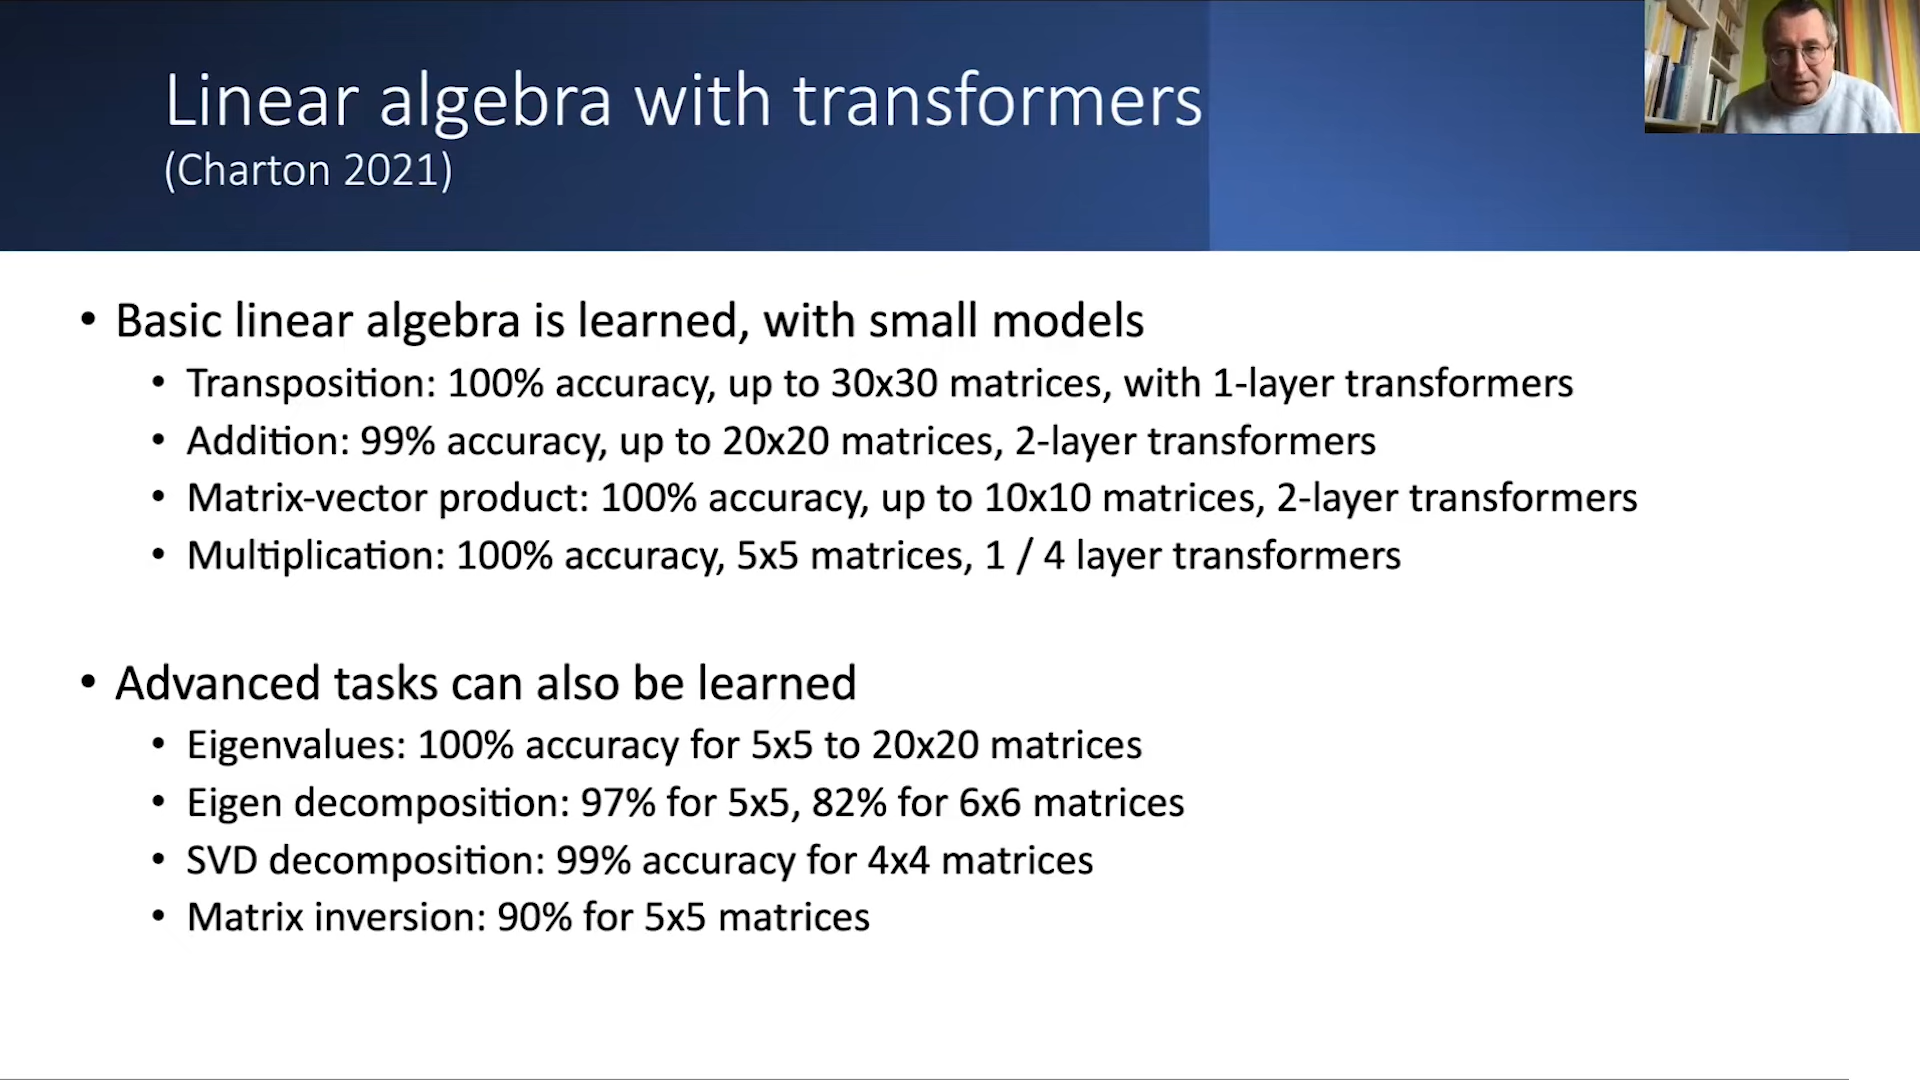 Linear algebra with transformers
(Charton 2021)
• Basic linear algebra is learned, with small models
• Transposition: 100% accuracy, up to 30x30 matrices, with 1-layer transformers
• Addition: 99% accuracy, up to 20x20 matrices, 2-layer transformers
• Matrix-vector product: 100% accuracy, up to 10x10 matrices, 2-layer transformers
• Multiplication: 100% accuracy, 5x5 matrices, 1 / 4 layer transformers
• Advanced tasks can also be learned
• Eigenvalues: 100% accuracy for 5x5 to 20x20 matrices
• Eigen decomposition: 97% for 5x5, 82% for 6x6 matrices
• SVD decomposition: 99% accuracy for 4x4 matrices
• Matrix inversion: 90% for 5x5 matrices